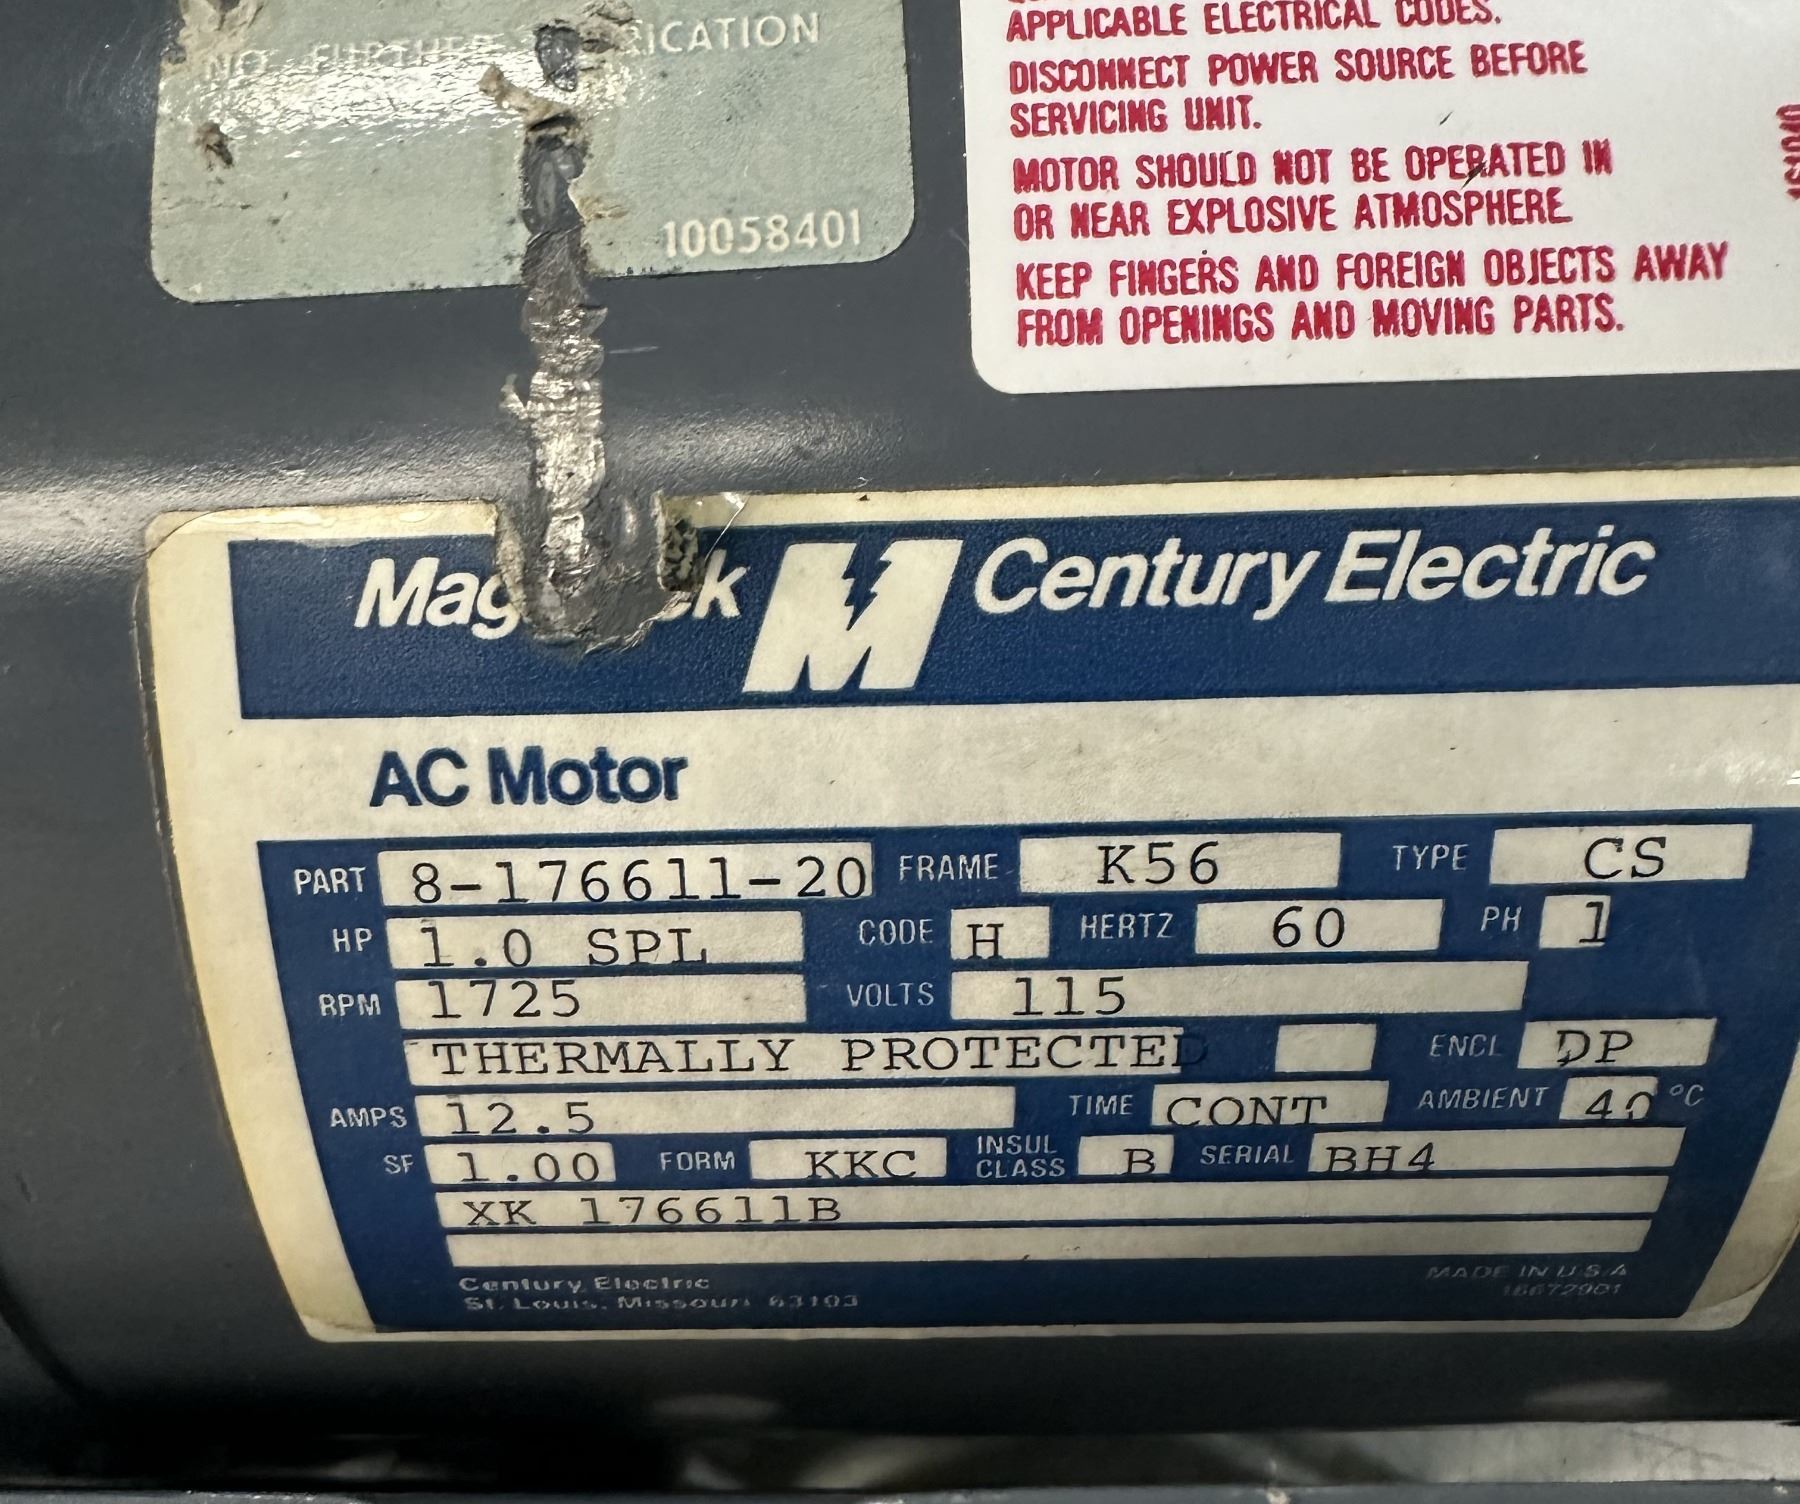 NO FURTHER
10058401
APPLICABLE ELECTRICAL CODES.
DISCONNECT POWER SOURCE BEFORE
SERVICING UNIT.
MOTOR SHOULD NOT BE OPERATED IN
OR NEAR EXPLOSIVE ATMOSPHERE
KEEP FINGERS AND FOREIGN OBJECTS AWAY
FROM OPENINGS AND MOVING PARTS.
Century Electric
AC Motor
PART 8-176611-20 FRAME K56 TYPE CS
HP 1.0 SPL CODE H HERTZ 60 PH 1
RPM 1725 VOLTS 115
THERMALLY PROTECTED ENCL DP
AMPS 12.5 TIME CONT AMBIENT 40 °C
SF 1.00 FORM KKC INSUL CLASS B SERIAL BH4
XK 176611B
Century Electric
St. Louis, Missouri 63103
MADE IN U.S.A